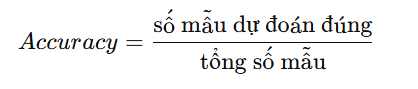 Accuracy = số mẫu dự đoán đúng
tổng số mẫu